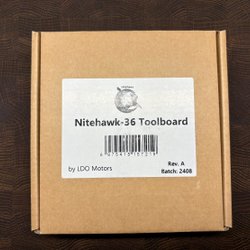 Nitehawk-36 Toolboard
by LDO Motors
Rev. A
Batch: 2408